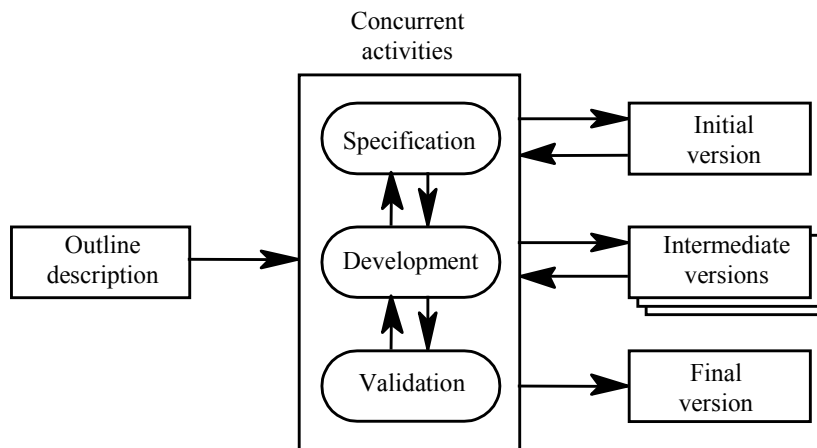 Concurrent
activities
Specification
Initial
version
Outline
description
Development
Intermediate
versions
Validation
Final
version